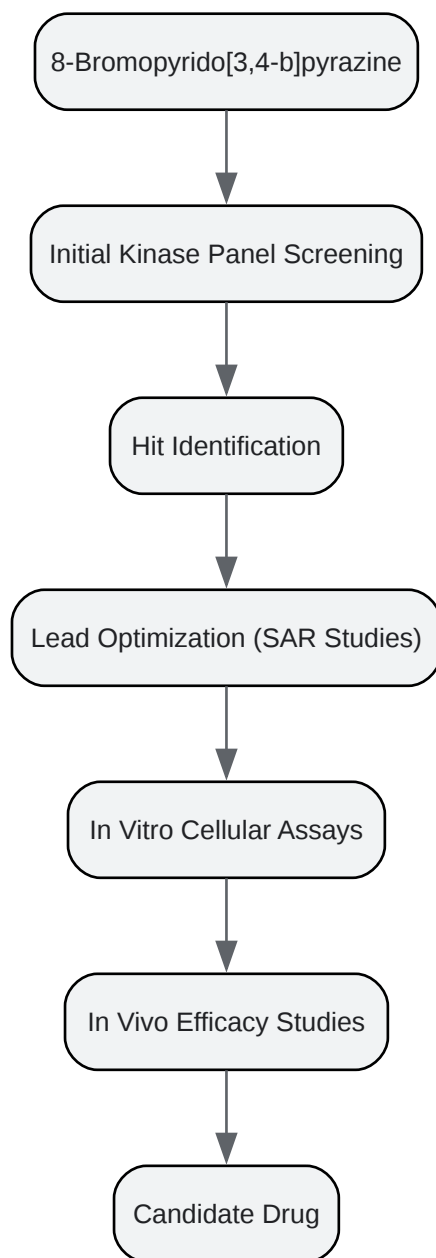 8-Bromopyrido[3,4-b]pyrazine
Initial Kinase Panel Screening
Hit Identification
Lead Optimization (SAR Studies)
In Vitro Cellular Assays
In Vivo Efficacy Studies
Candidate Drug